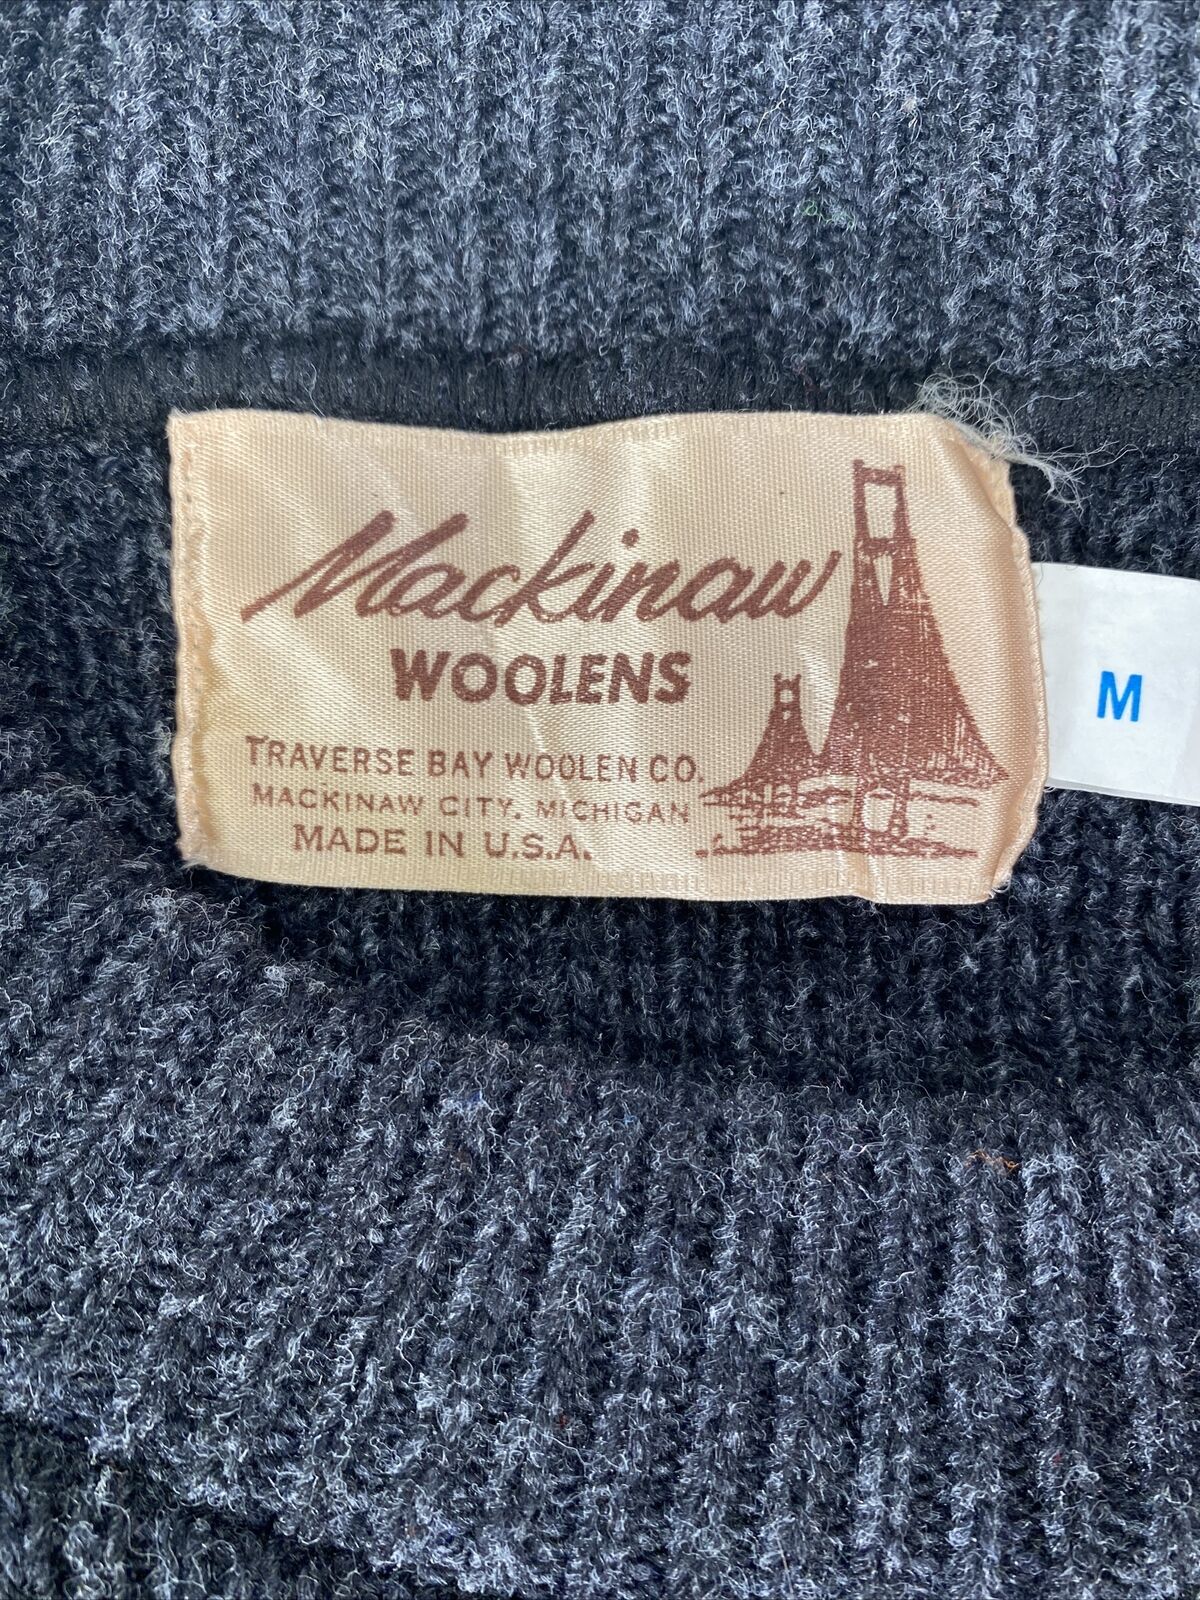 Mackinaw
WOOLENS
TRAVERSE BAY WOOLEN CO.
MACKINAW CITY, MICHIGAN
MADE IN U.S.A.
M